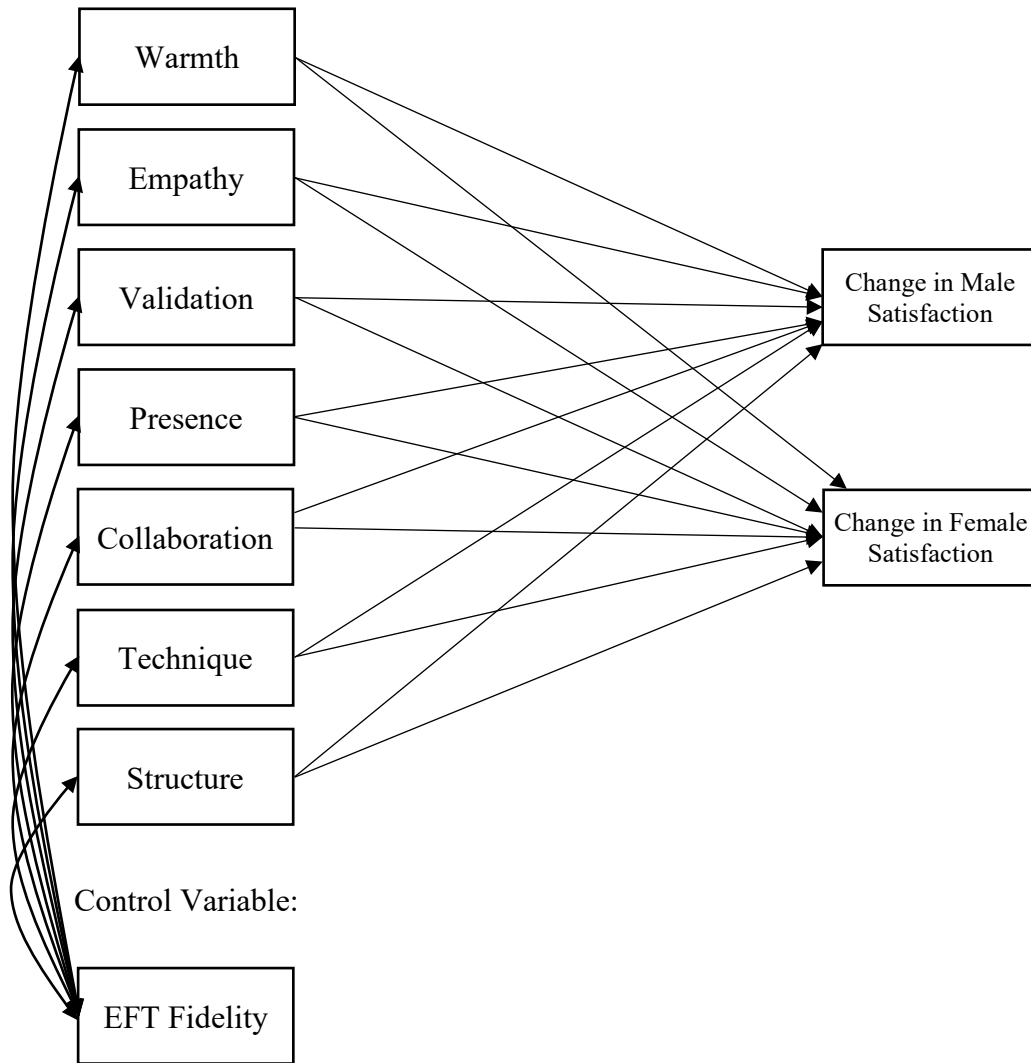 Warmth
Empathy
Validation
Presence
Collaboration
Technique
Structure
Control Variable:
EFT Fidelity
Change in Male
Satisfaction
Change in Female
Satisfaction